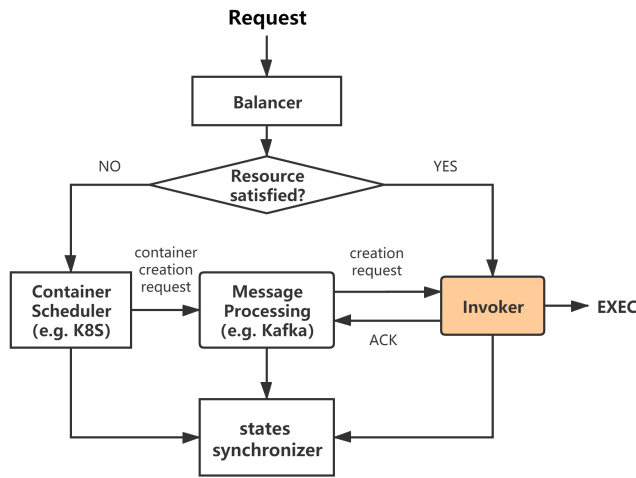 Request
Balancer
Resource
satisfied?
NO
YES
container
creation
request
creation
request
Container
Scheduler
(e.g. K8S)
Message
Processing
(e.g. Kafka)
Invoker
EXEC
ACK
states
synchronizer